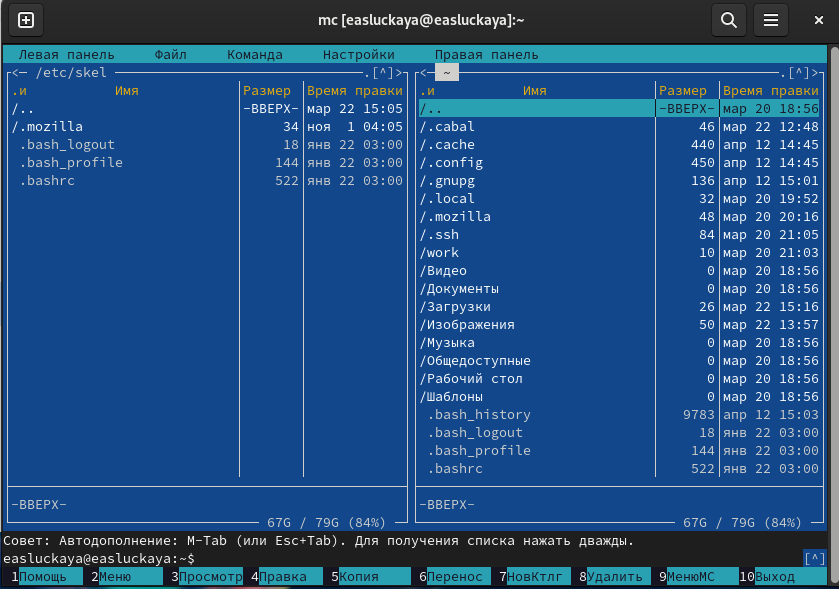 mc [easluckaya@easluckaya]:~
Левая панель Файл Команда Настройки Правая панель
<─ /etc/skel .[^]>
.и Имя Размер Время правки
/.. -ВВЕРХ- мар 22 15:05
/.mozilla 34 ноя 1 04:05
.bash_logout 18 янв 22 03:00
.bash_profile 144 янв 22 03:00
.bashrc 522 янв 22 03:00
-ВВЕРХ-
67G / 79G (84%)
<─ ~ .[^]>
.и Имя Размер Время правки
/.. -ВВЕРХ- мар 20 18:56
/.cabal 46 мар 22 12:48
/.cache 440 апр 12 14:45
/.config 450 апр 12 14:45
/.gnupg 136 апр 12 15:01
/.local 32 мар 20 19:52
/.mozilla 48 мар 20 20:16
/.ssh 84 мар 20 21:05
/work 10 мар 20 21:03
/Видео 0 мар 20 18:56
/Документы 0 мар 20 18:56
/Загрузки 26 мар 22 15:16
/Изображения 50 мар 22 13:57
/Музыка 0 мар 20 18:56
/Общедоступные 0 мар 20 18:56
/Рабочий стол 0 мар 20 18:56
/Шаблоны 0 мар 20 18:56
.bash_history 9783 апр 12 15:03
.bash_logout 18 янв 22 03:00
.bash_profile 144 янв 22 03:00
.bashrc 522 янв 22 03:00
-ВВЕРХ-
67G / 79G (84%)
Совет: Автодополнение: M-Tab (или Esc+Tab). Для получения списка нажать дважды.
easluckaya@easluckaya:~$ [^]
1Помощь 2Меню 3Просмотр 4Правка 5Копия 6Перенос 7НовКтлг 8Удалить 9МенюМС 10Выход